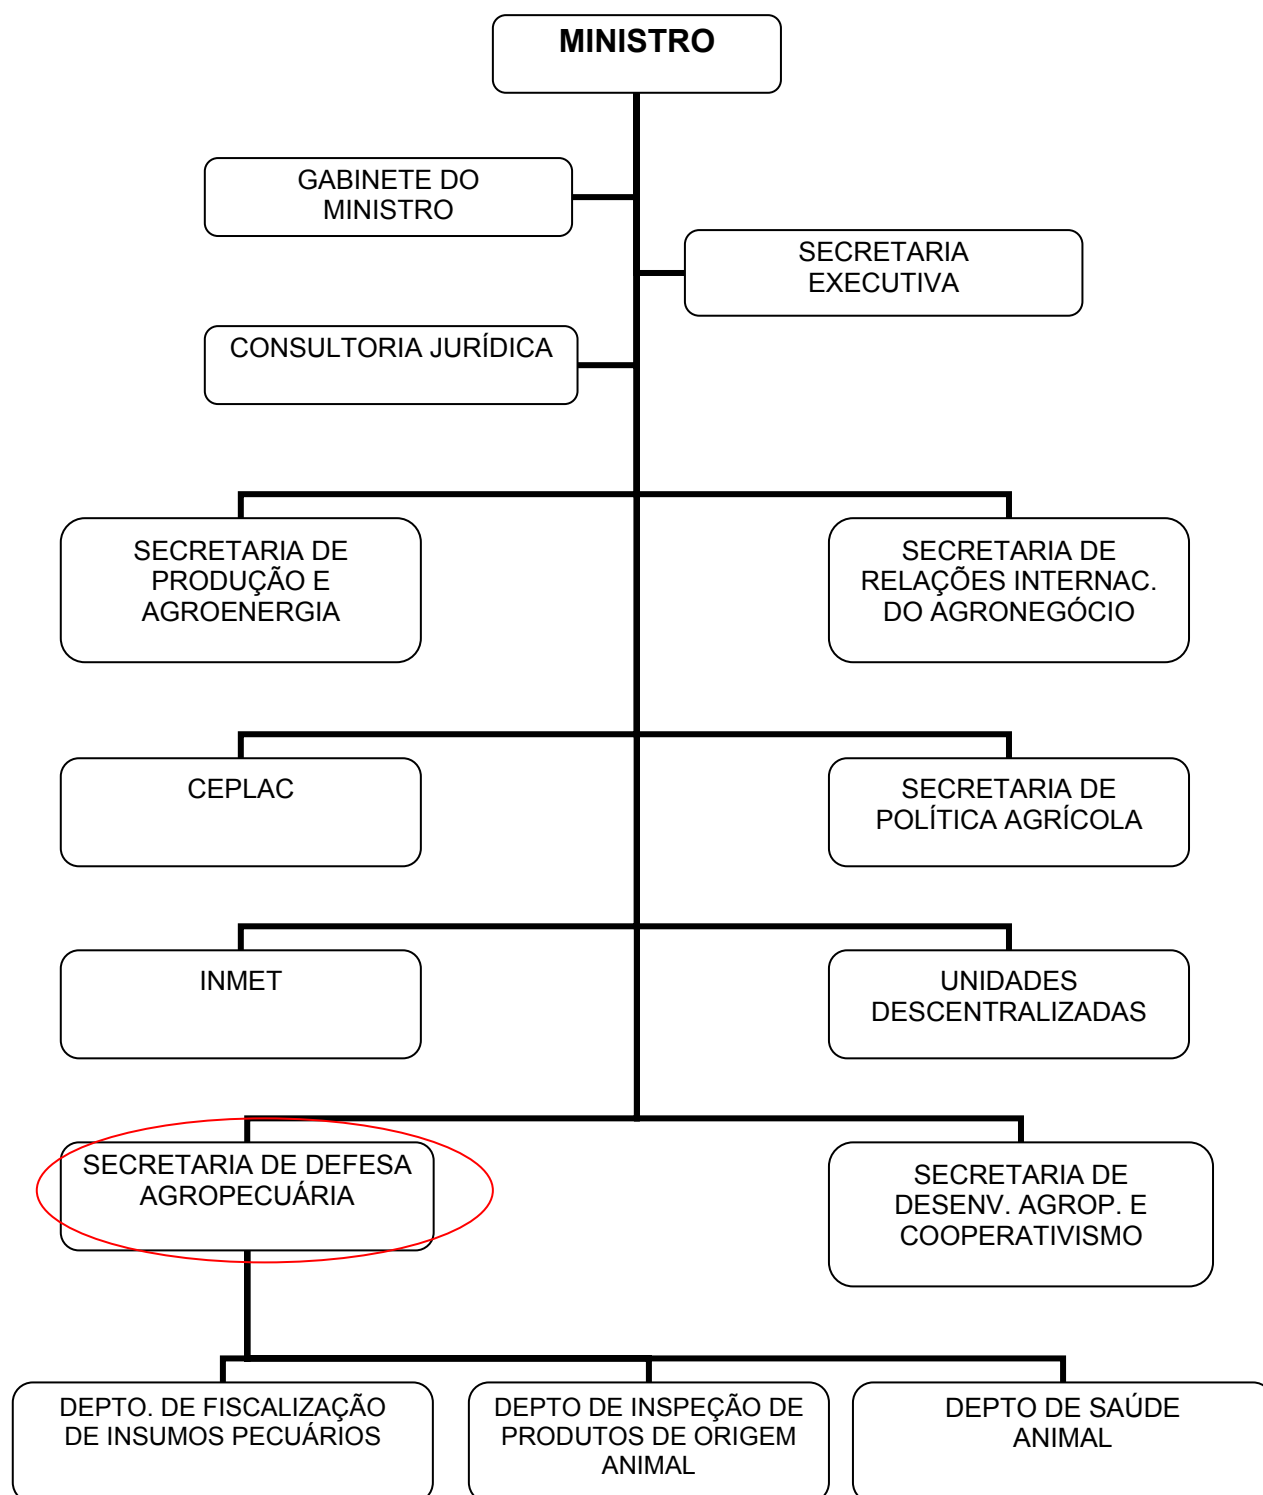 MINISTRO
GABINETE DO
MINISTRO
SECRETARIA
EXECUTIVA
CONSULTORIA JURÍDICA
SECRETARIA DE
PRODUÇÃO E
AGROENERGIA
SECRETARIA DE
RELAÇÕES INTERNAC.
DO AGRONEGÓCIO
CEPLAC
SECRETARIA DE
POLÍTICA AGRÍCOLA
INMET
UNIDADES
DESCENTRALIZADAS
SECRETARIA DE DEFESA
AGROPECUÁRIA
SECRETARIA DE
DESENV. AGROP. E
COOPERATIVISMO
DEPTO. DE FISCALIZAÇÃO
DE INSUMOS PECUÁRIOS
DEPTO DE INSPEÇÃO DE
PRODUTOS DE ORIGEM
ANIMAL
DEPTO DE SAÚDE
ANIMAL